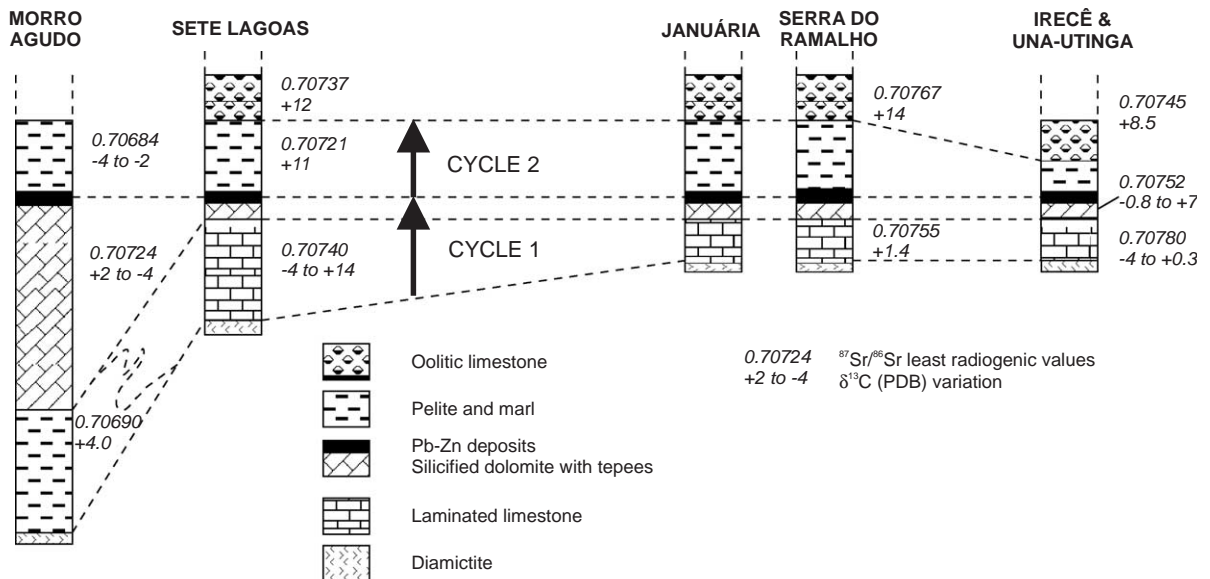 MORRO
AGUDO
SETE LAGOAS
JANUÁRIA
SERRA DO
RAMALHO
IRECÊ &
UNA-UTINGA
0.70684
-4 to -2
0.70724
+2 to -4
0.70690
+4.0
0.70737
+12
0.70721
+11
0.70740
-4 to +14
CYCLE 2
CYCLE 1
0.70767
+14
0.70755
+1.4
0.70745
+8.5
0.70752
-0.8 to +7
0.70780
-4 to +0.3
Oolitic limestone
Pelite and marl
Pb-Zn deposits
Silicified dolomite with tepees
Laminated limestone
Diamictite
0.70724 ⁸⁷Sr/⁸⁶Sr least radiogenic values
+2 to -4 δ¹³C (PDB) variation